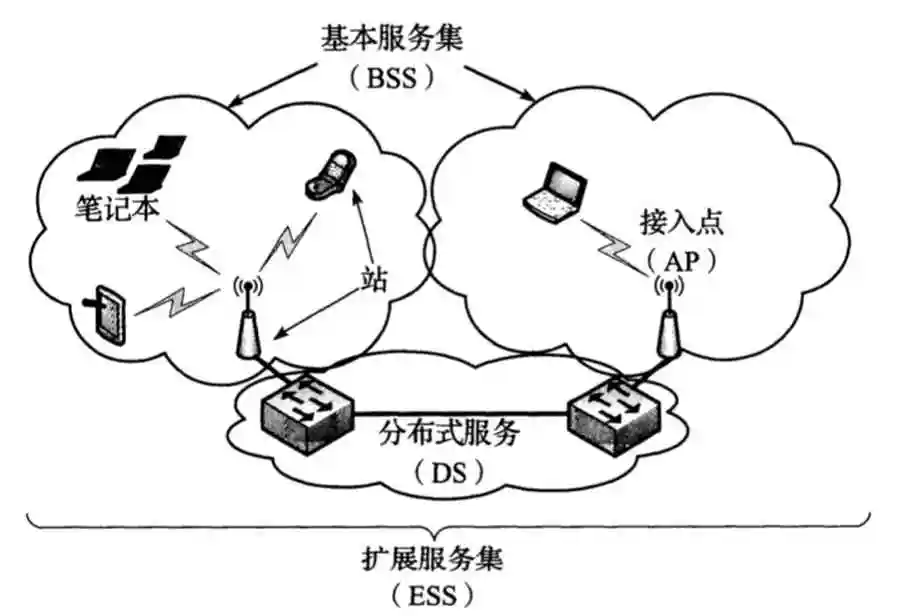 基本服务集
（BSS）
笔记本
站
接入点
（AP）
分布式服务
（DS）
扩展服务集
（ESS）